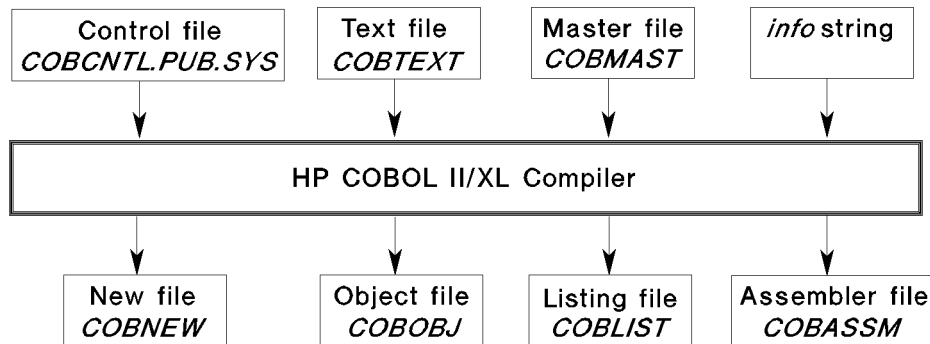 Control file
COBCNTL.PUB.SYS
Text file
COBTEXT
Master file
COBMAST
info string
HP COBOL II/XL Compiler
New file
COBNEW
Object file
COBOBJ
Listing file
COBLIST
Assembler file
COBASSM